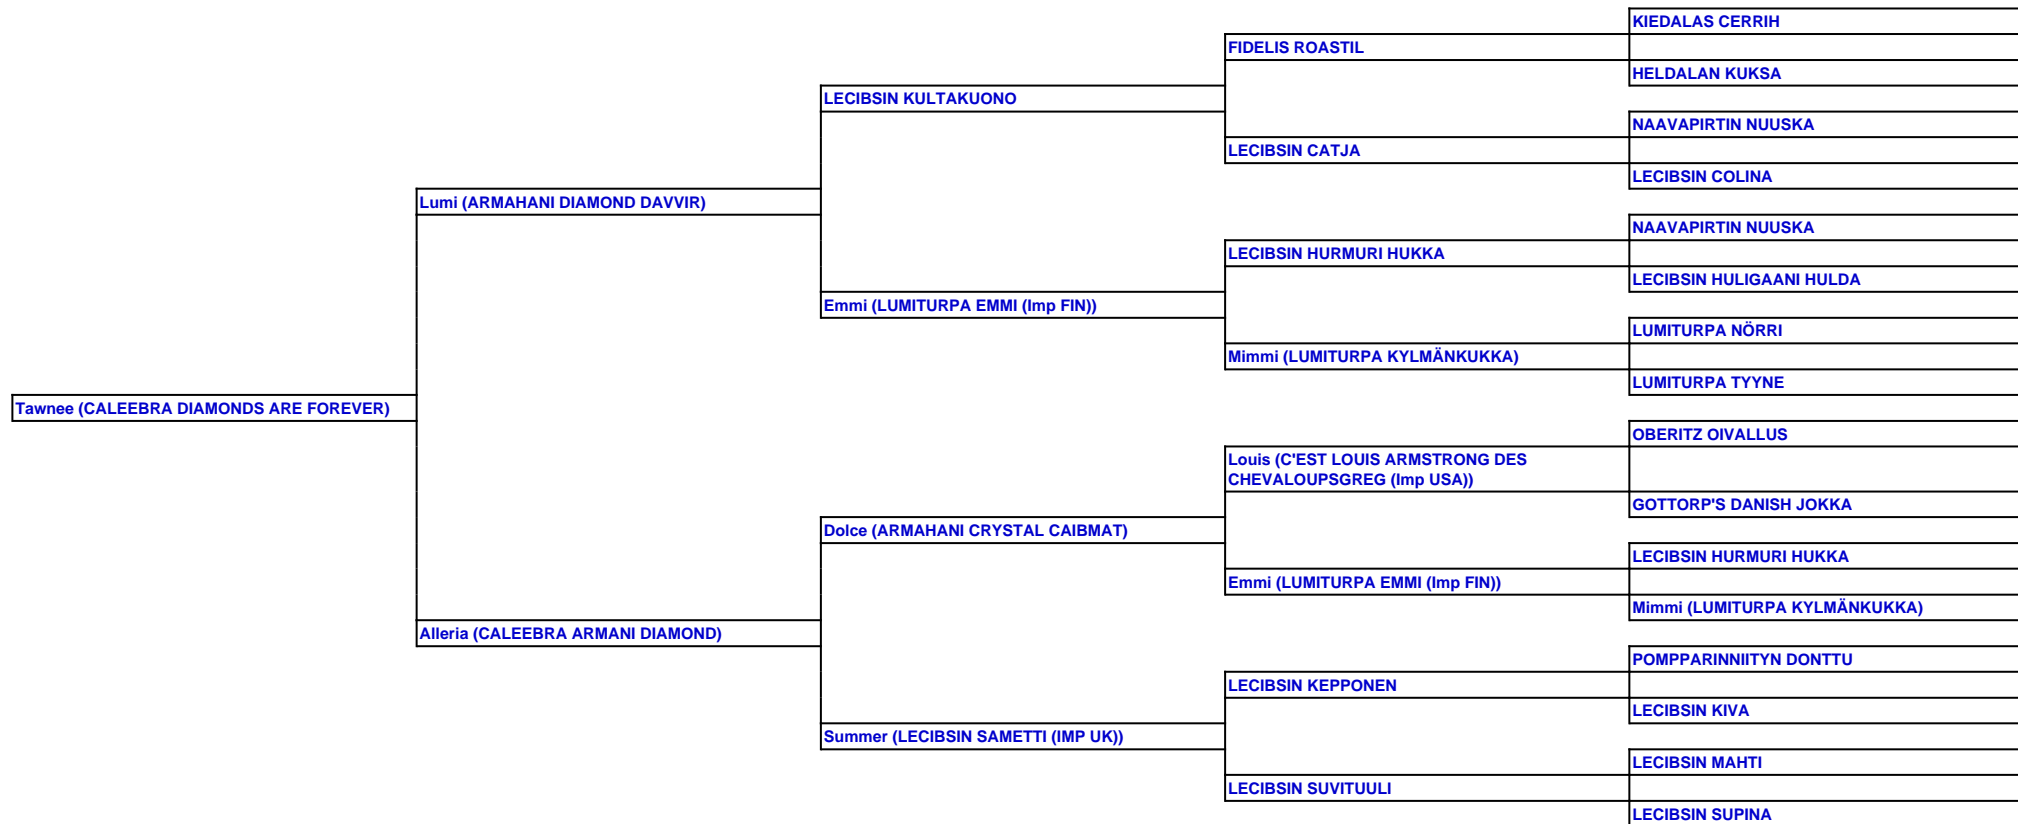 KIEDALAS CERRIH
FIDELIS ROASTIL
HELDALAN KUKSA
LECIBSIN KULTAKUONO
NAAVAPIRTIN NUUSKA
LECIBSIN CATJA
LECIBSIN COLINA
Lumi (ARMAHANI DIAMOND DAVVIR)
NAAVAPIRTIN NUUSKA
LECIBSIN HURMURI HUKKA
LECIBSIN HULIGAANI HULDA
Emmi (LUMITURPA EMMI (Imp FIN))
LUMITURPA NÖRRI
Mimmi (LUMITURPA KYLMÄNKUKKA)
LUMITURPA TYYNE
Tawnee (CALEEBRA DIAMONDS ARE FOREVER)
OBERITZ OIVALLUS
Louis (C'EST LOUIS ARMSTRONG DES
CHEVALOUPSGREG (Imp USA))
GOTTORP'S DANISH JOKKA
Dolce (ARMAHANI CRYSTAL CAIBMAT)
LECIBSIN HURMURI HUKKA
Emmi (LUMITURPA EMMI (Imp FIN))
Mimmi (LUMITURPA KYLMÄNKUKKA)
Alleria (CALEEBRA ARMANI DIAMOND)
POMPPARINNIITYN DONTTU
LECIBSIN KEPPONEN
LECIBSIN KIVA
Summer (LECIBSIN SAMETTI (IMP UK))
LECIBSIN MAHTI
LECIBSIN SUVITUULI
LECIBSIN SUPINA